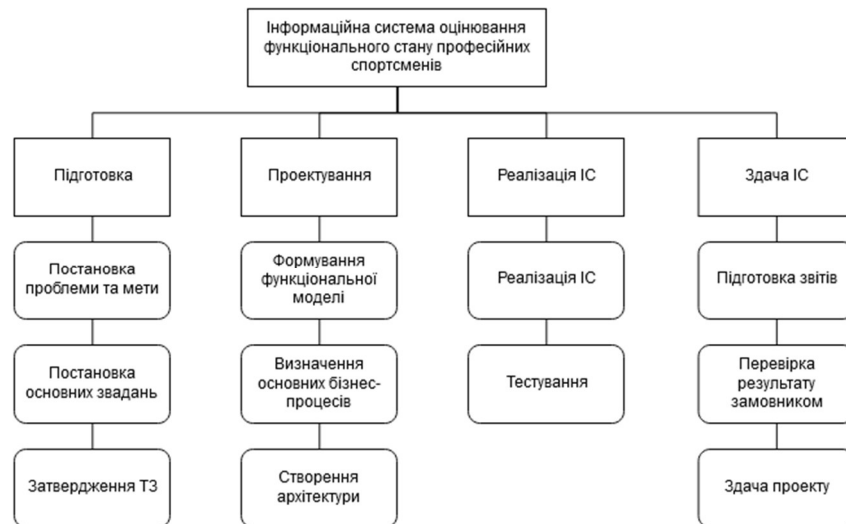 Інформаційна система оцінювання
функціонального стану професійних
спортсменів
Підготовка
Проектування
Реалізація ІС
Здача ІС
Постановка
проблеми та мети
Формування
функціональної
моделі
Реалізація ІС
Підготовка звітів
Постановка
основних звадань
Визначення
основних бізнес-
процесів
Тестування
Перевірка
результату
замовником
Затвердження ТЗ
Створення
архітектури
Здача проекту